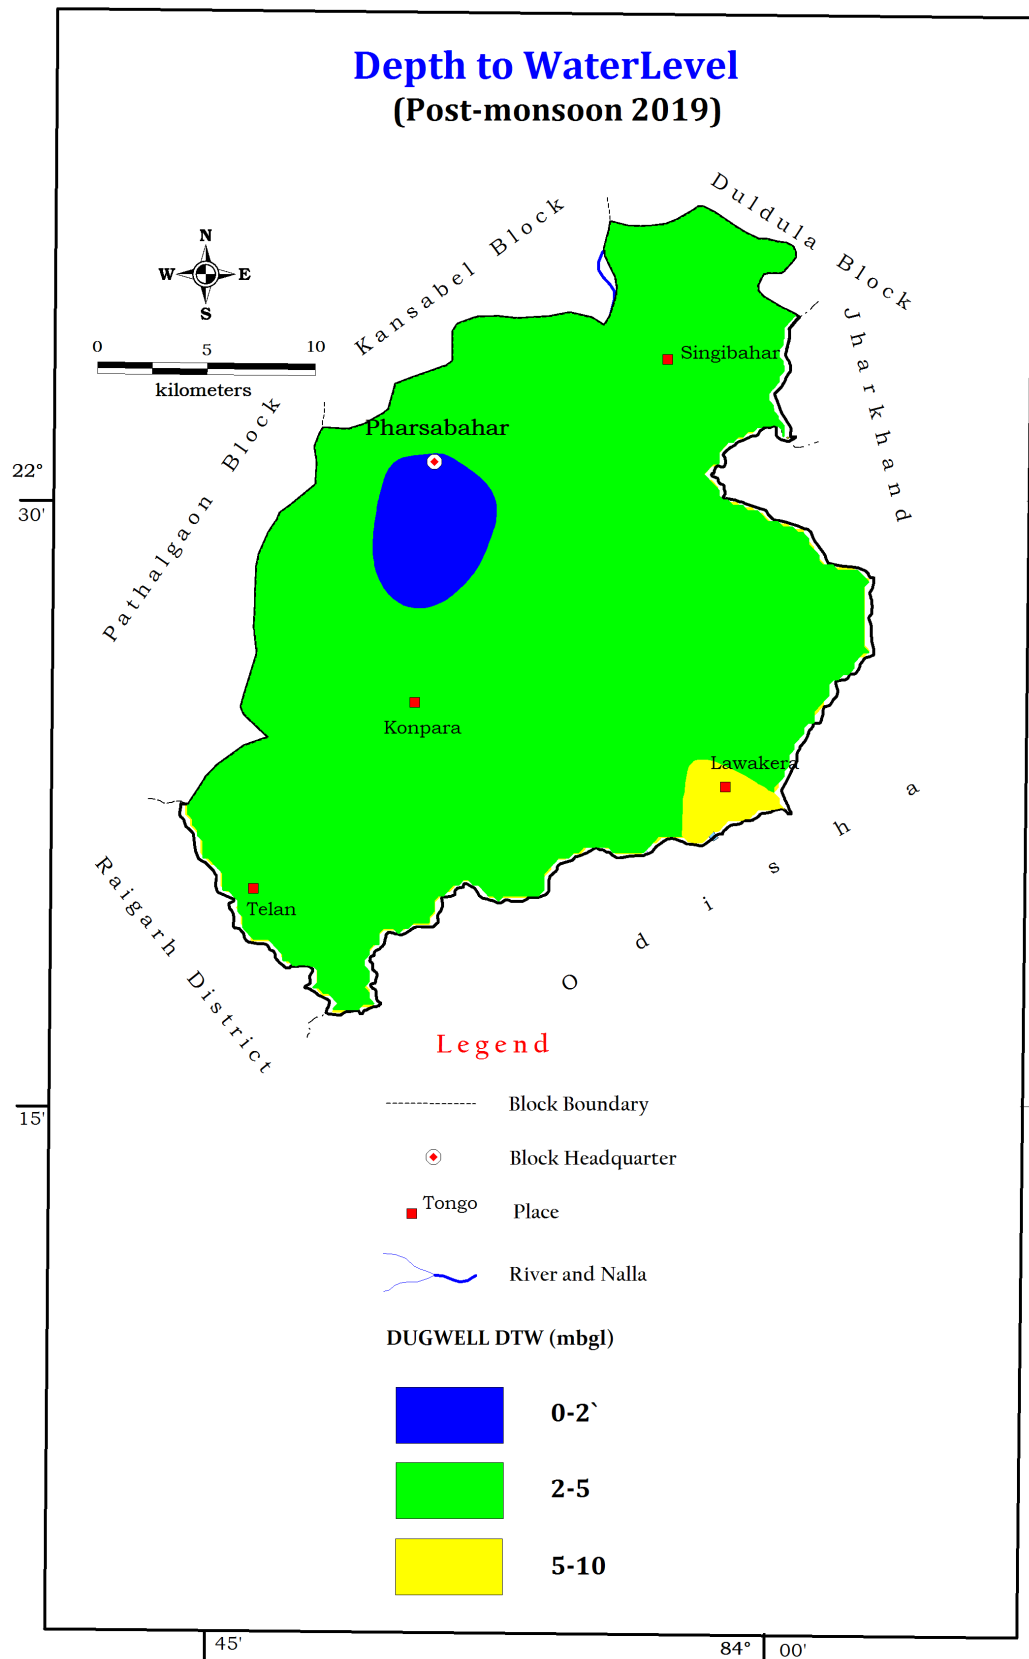 Depth to WaterLevel
(Post-monsoon 2019)
Duldula Block
Kansabel Block
N
W E
S
0 5 10
kilometers
Jharkhand
Singibahar
Pathalgaon Block
Pharsabahar
22°
30'
Konpara
Lawakera
Raigarh District
Telan
Odisha
Legend
Block Boundary
Block Headquarter
Tongo Place
River and Nalla
15'
DUGWELL DTW (mbgl)
0-2`
2-5
5-10
45' 84° 00'